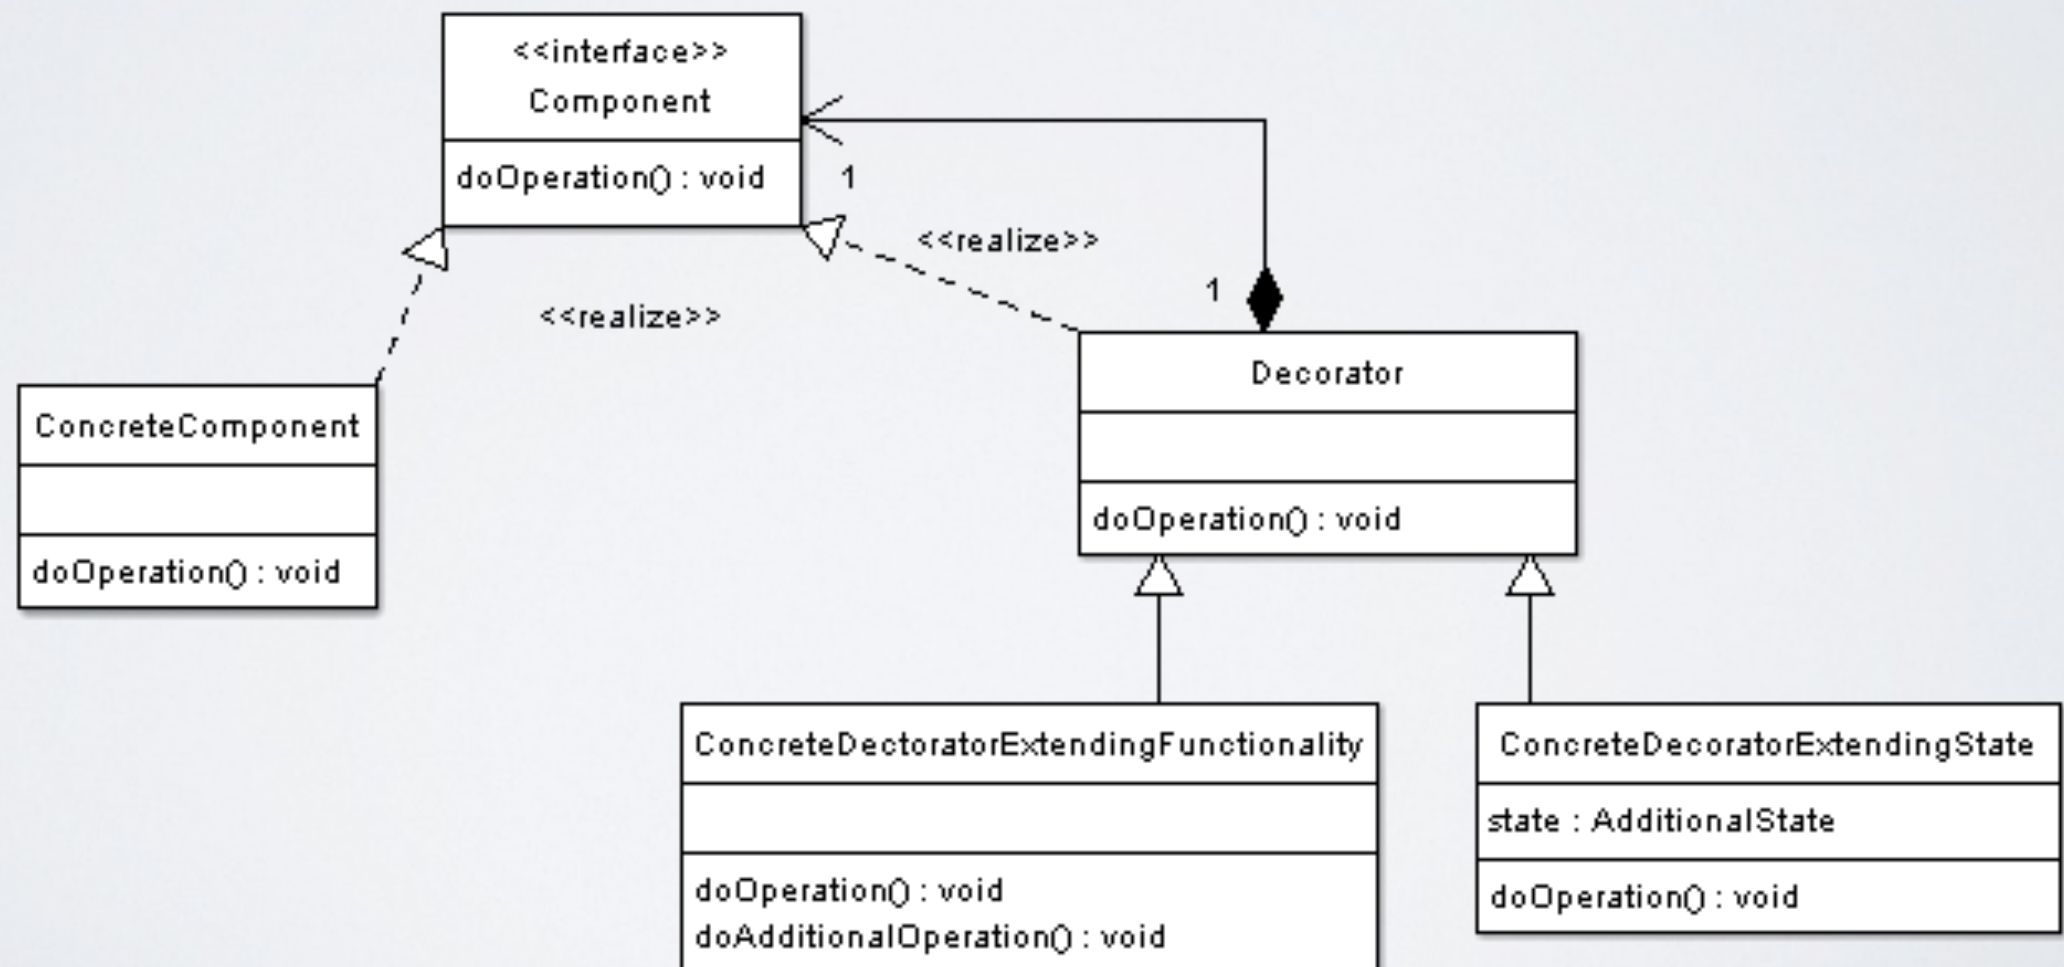 <<interface>>
Component
doOperation() : void
1
<<realize>>
<<realize>>
1
Decorator
doOperation() : void
ConcreteComponent
doOperation() : void
ConcreteDectoratorExtendingFunctionality
doOperation() : void
doAdditionalOperation() : void
ConcreteDecoratorExtendingState
state : AdditionalState
doOperation() : void